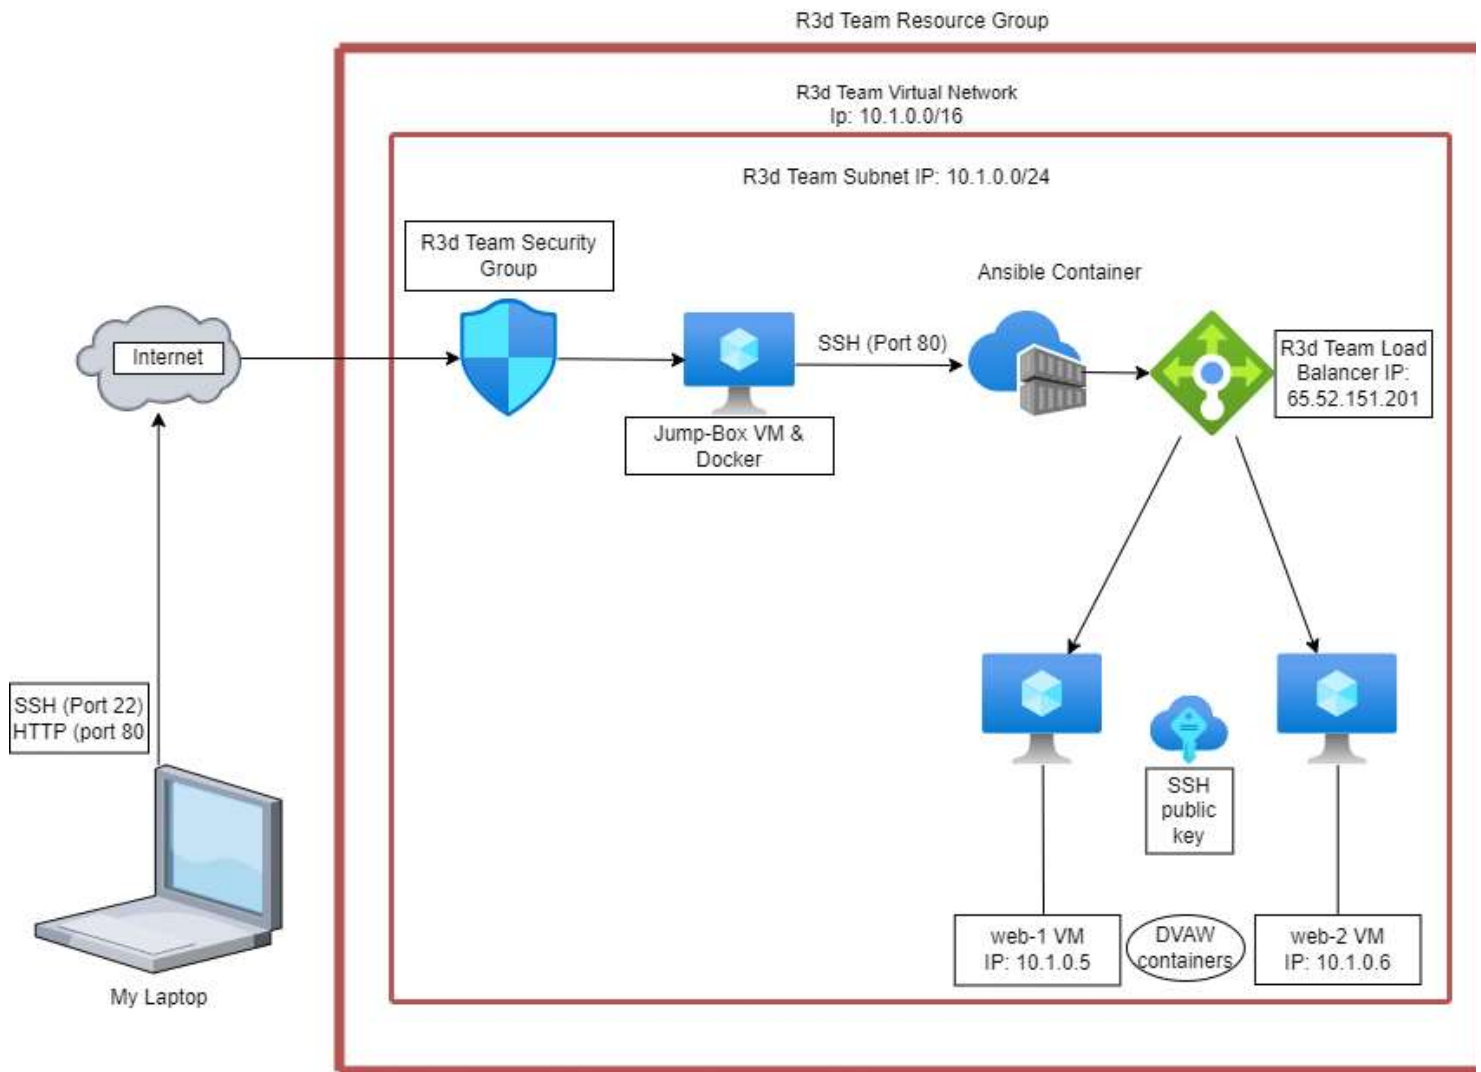 R3d Team Resource Group
R3d Team Virtual Network
Ip: 10.1.0.0/16
R3d Team Subnet IP: 10.1.0.0/24
R3d Team Security
Group
Ansible Container
Internet
SSH (Port 80)
R3d Team Load
Balancer IP:
65.52.151.201
Jump-Box VM &
Docker
SSH (Port 22)
HTTP (port 80
SSH
public
key
web-1 VM
IP: 10.1.0.5
DVAW
containers
web-2 VM
IP: 10.1.0.6
My Laptop